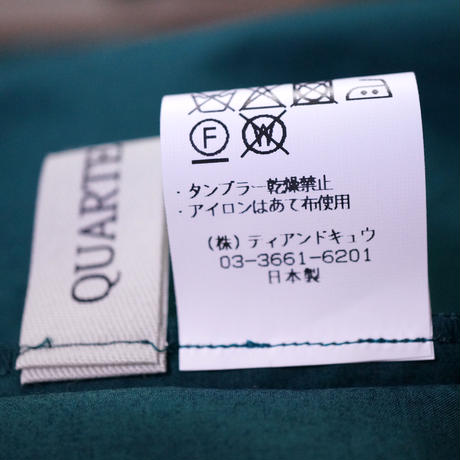 QUARTE
F
W
・タンブラー乾燥禁止
・アイロンはあて布使用
(株)ティアンドキュウ
03-3661-6201
日本製